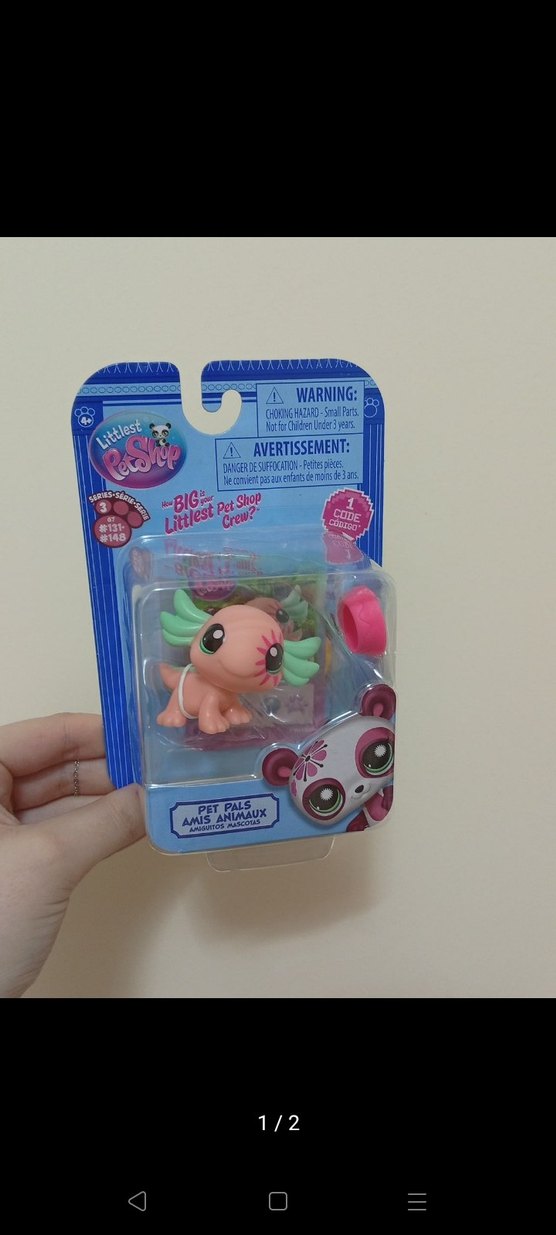 WARNING:
CHOKING HAZARD - Small Parts.
Not for Children Under 3 years.
4+
Littlest
PetShop
AVERTISSEMENT:
DANGER DE SUFFOCATION - Petites pièces.
Ne convient pas aux enfants de moins de 3 ans.
SERIES•SÉRIE•SERIE
3
G7
#131-
#148
How BIG is your
Littlest Pet Shop
Crew?
1
CODE
CÓDIGO
PET PALS
AMIS ANIMAUX
AMIGUITOS MASCOTAS
1 / 2